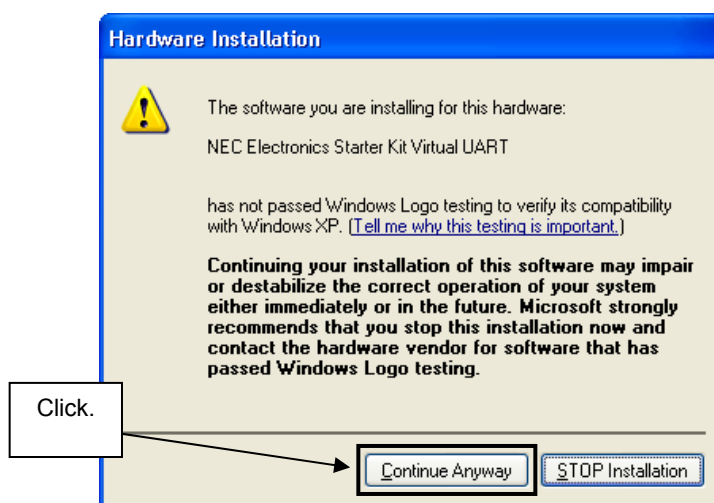 Hardware Installation
The software you are installing for this hardware:
NEC Electronics Starter Kit Virtual UART
has not passed Windows Logo testing to verify its compatibility
with Windows XP. (Tell me why this testing is important.)
Continuing your installation of this software may impair
or destabilize the correct operation of your system
either immediately or in the future. Microsoft strongly
recommends that you stop this installation now and
contact the hardware vendor for software that has
passed Windows Logo testing.
Click.
Continue Anyway
STOP Installation